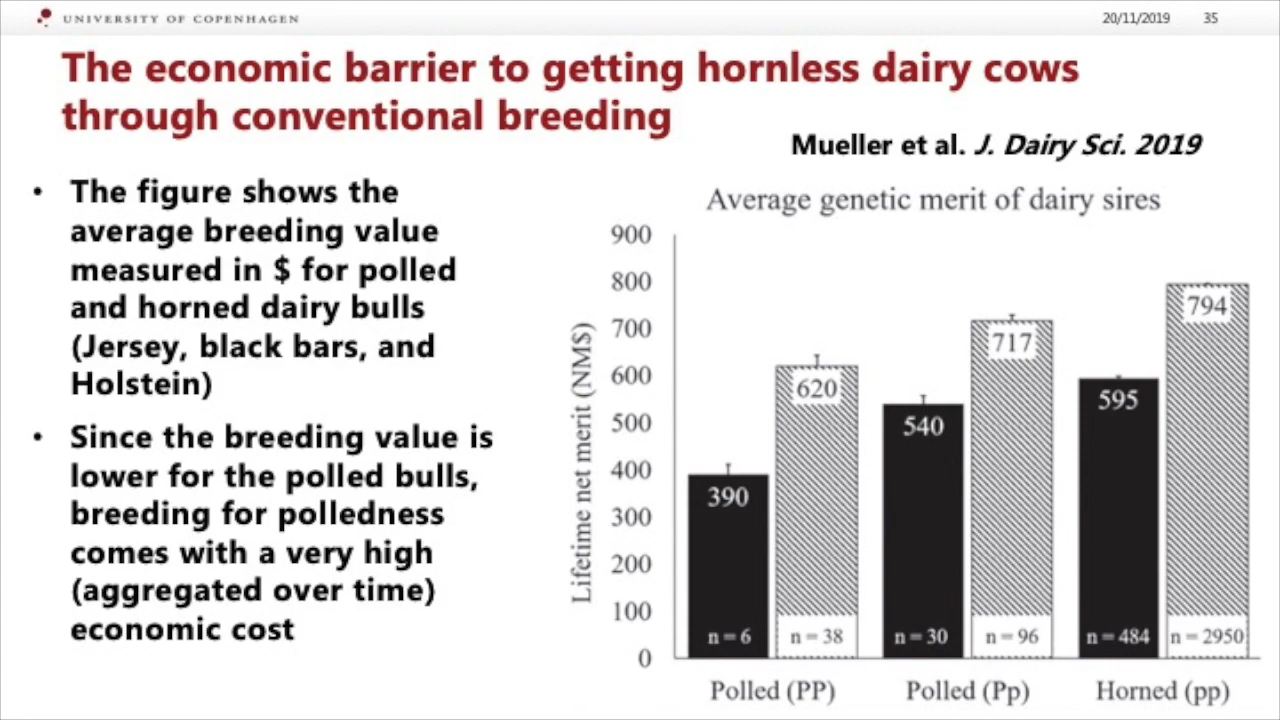 UNIVERSITY OF COPENHAGEN
20/11/2019 35
The economic barrier to getting hornless dairy cows
through conventional breeding
Mueller et al. J. Dairy Sci. 2019
• The figure shows the
average breeding value
measured in $ for polled
and horned dairy bulls
(Jersey, black bars, and
Holstein)
• Since the breeding value is
lower for the polled bulls,
breeding for polledness
comes with a very high
(aggregated over time)
economic cost
Average genetic merit of dairy sires
Lifetime net merit (NM$)
900
800
700
600
500
400
300
200
100
0
390
620
540
717
595
794
n = 6
n = 38
n = 30
n = 96
n = 484
n = 2950
Polled (PP)
Polled (Pp)
Horned (pp)